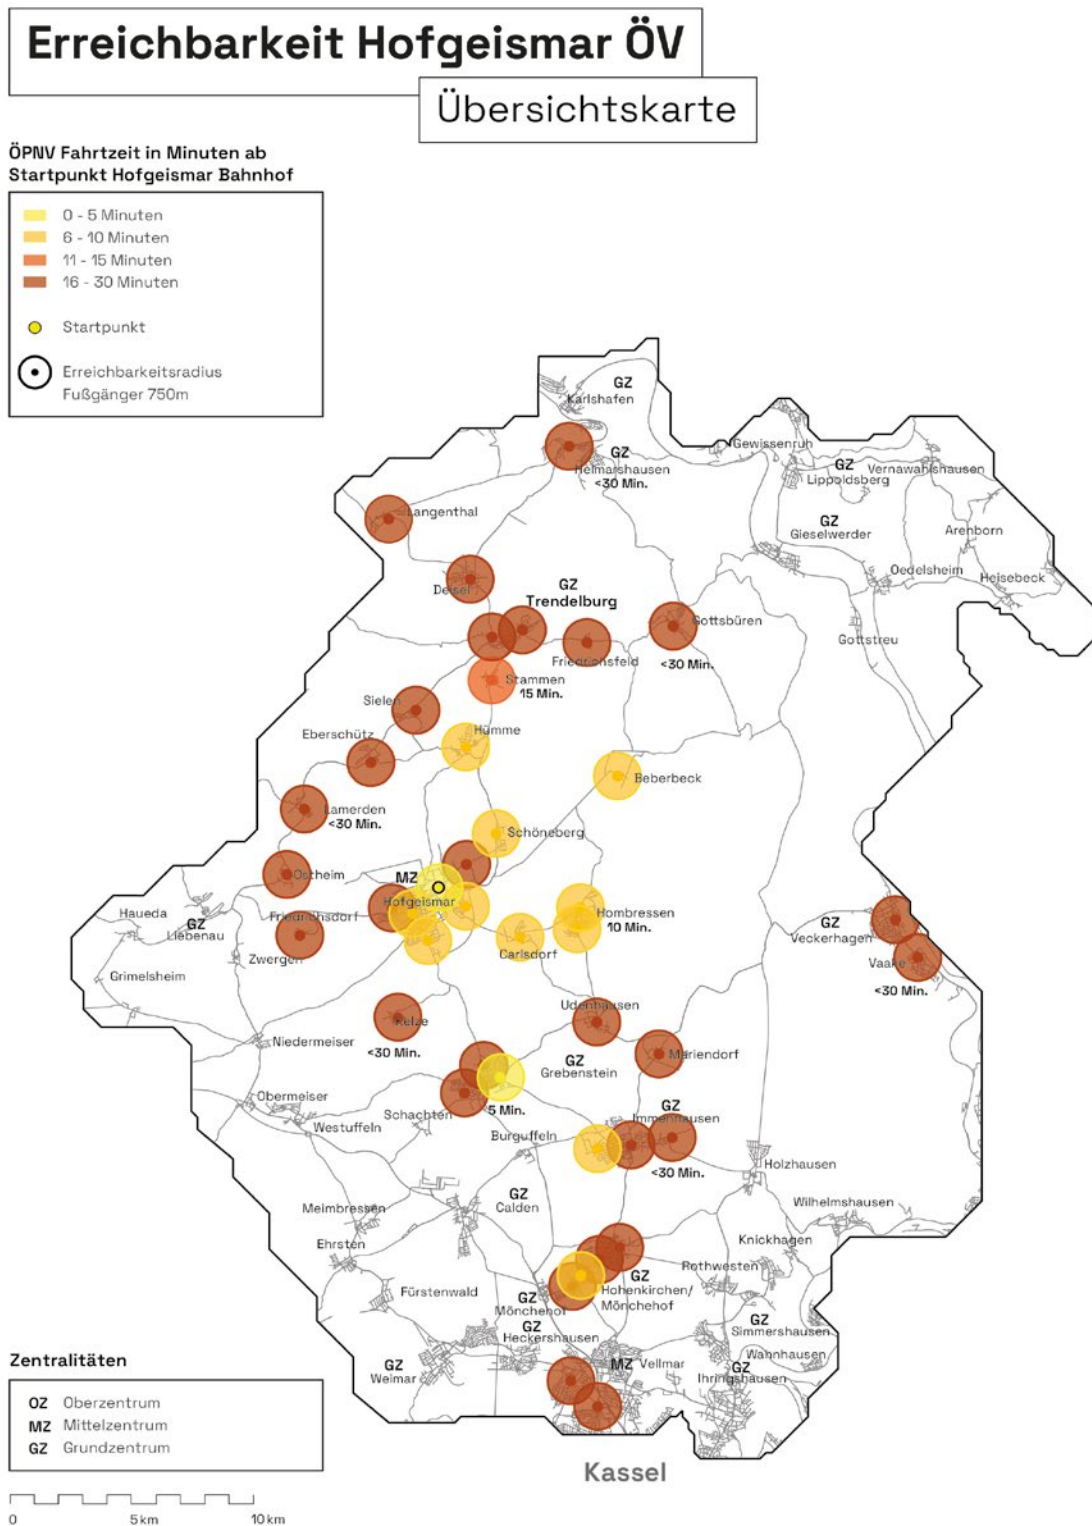 Erreichbarkeit Hofgeismar ÖV
Übersichtskarte
ÖPNV Fahrtzeit in Minuten ab
Startpunkt Hofgeismar Bahnhof
0 - 5 Minuten
6 - 10 Minuten
11 - 15 Minuten
16 - 30 Minuten
Startpunkt
Erreichbarkeitsradius
Fußgänger 750m
GZ
Karlshafen
Gewissenruh
GZ
Helmarshausen
<30 Min.
GZ
Lippoldsberg
Vernawahlshausen
Langenthal
GZ
Gieselwerder
Arenborn
Oedelsheim
Heisebeck
Deisel
GZ
Trendelburg
Gottsbüren
Gottstreu
Friedrichsfeld
<30 Min.
Stammen
15 Min.
Sielen
Hümme
Eberschütz
Beberbeck
Lamerden
<30 Min.
Schöneberg
Ostheim
MZ
Hofgeismar
Haueda
GZ
Liebenau
Friedrichsdorf
Hombressen
10 Min.
GZ
Veckerhagen
Zwergen
Carlsdorf
Vaake
Grimelsheim
<30 Min.
Udenhausen
Kelze
Niedermeiser
<30 Min.
GZ
Grebenstein
Mariendorf
Obermeiser
5 Min.
GZ
Immenhausen
Schachten
Westuffeln
Burguffeln
Holzhausen
<30 Min.
GZ
Calden
Wilhelmshausen
Meimbressen
Knickhagen
Ehrsten
Rothwesten
GZ
Hohenkirchen/
Mönchehof
Fürstenwald
GZ
Mönchehof
GZ
Heckershausen
GZ
Simmershausen
Wahnhausen
GZ
Weimar
MZ Vellmar
GZ
Ihringshausen
Kassel
Zentralitäten
OZ Oberzentrum
MZ Mittelzentrum
GZ Grundzentrum
0 5 km 10 km